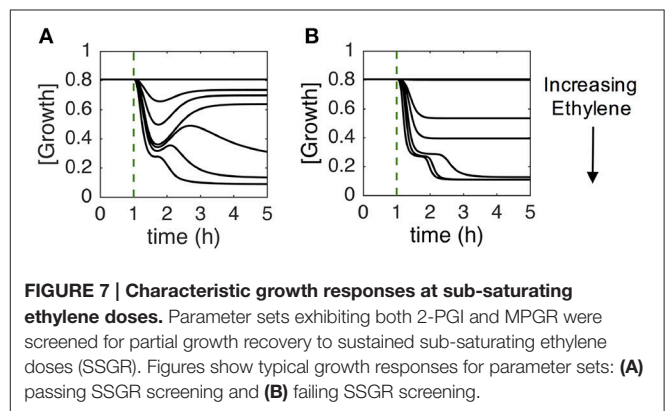 A
B
1
0.8
0.6
0.4
0.2
0
[Growth]
0 1 2 3 4 5
time (h)
1
0.8
0.6
0.4
0.2
0
[Growth]
0 1 2 3 4 5
time (h)
Increasing
Ethylene
FIGURE 7 | Characteristic growth responses at sub-saturating
ethylene doses. Parameter sets exhibiting both 2-PGI and MPGR were
screened for partial growth recovery to sustained sub-saturating ethylene
doses (SSGR). Figures show typical growth responses for parameter sets: (A)
passing SSGR screening and (B) failing SSGR screening.